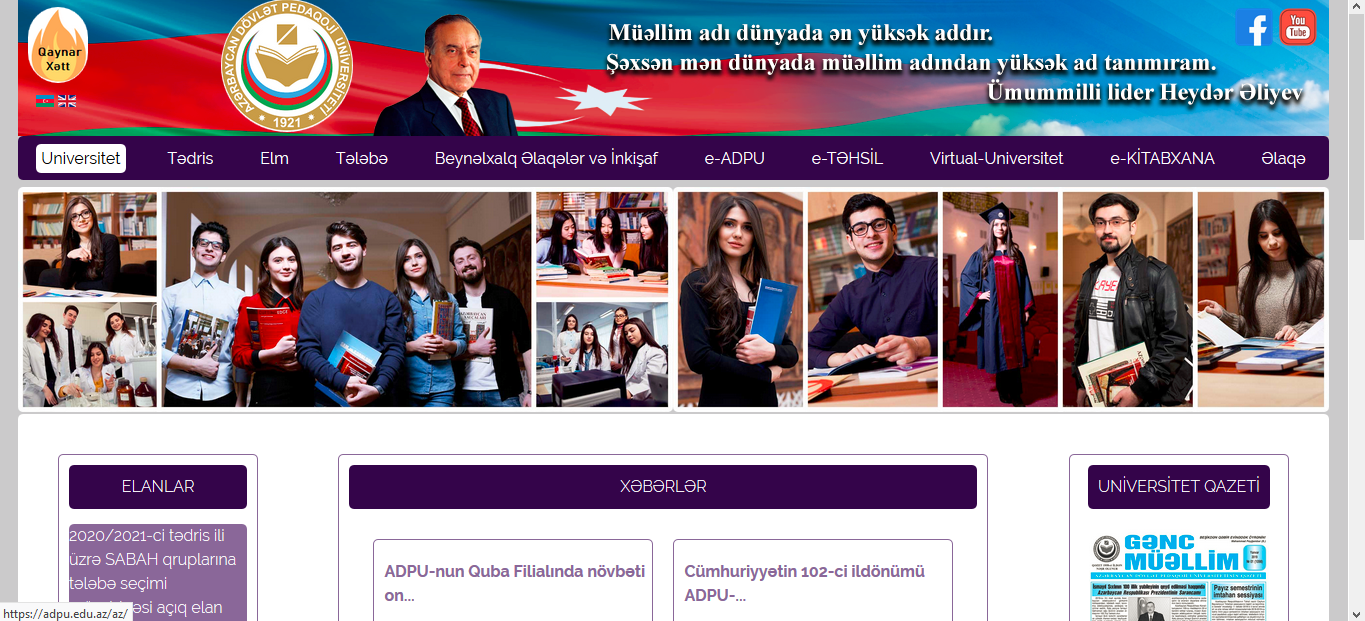 Qaynar
Xətt
AZƏRBAYCAN DÖVLƏT PEDAQOJİ UNİVERSİTETİ
1921
Müəllim adı dünyada ən yüksək addır.
Şəxsən mən dünyada müəllim adından yüksək ad tanımıram.
Ümummilli lider Heydər Əliyev
You
Tube
Universitet
Tədris
Elm
Tələbə
Beynəlxalq Əlaqələr və İnkişaf
e-ADPU
e-TƏHSİL
Virtual-Universitet
e-KİTABXANA
Əlaqə
ELANLAR
2020/2021-ci tədris ili
üzrə SABAH qruplarına
tələbə seçimi
əsi açıq elan
XƏBƏRLƏR
ADPU-nun Quba Filialında növbəti
on...
Cümhuriyyətin 102-ci ildönümü
ADPU-...
UNİVERSİTET QAZETİ
GƏNC
MÜƏLLİM
Payız semestrinin
imtahan sessiyası
https://adpu.edu.az/az/